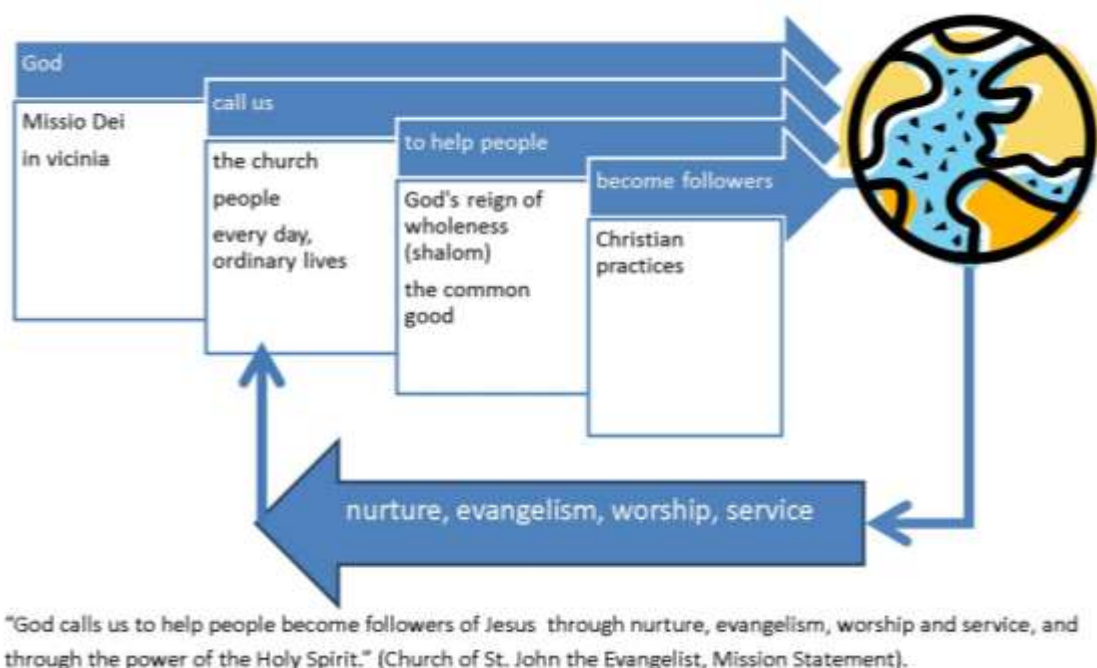 God
Missio Dei
in vicinia
call us
the church
people
every day,
ordinary lives
to help people
God's reign of
wholeness
(shalom)
the common
good
become followers
Christian
practices
nurture, evangelism, worship, service
"God calls us to help people become followers of Jesus through nurture, evangelism, worship and service, and
through the power of the Holy Spirit." (Church of St. John the Evangelist, Mission Statement).